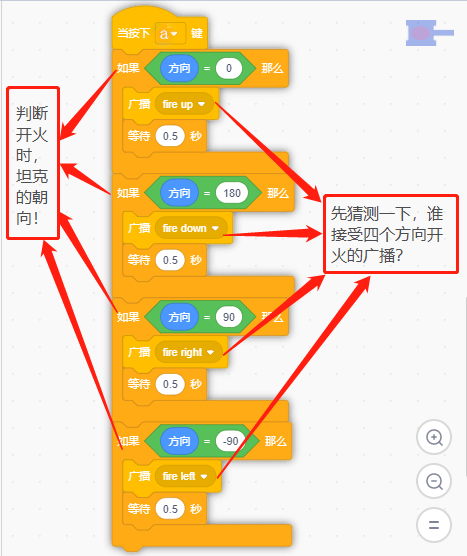 当按下 a 键
如果 方向 = 0 那么
广播 fire up
等待 0.5 秒
如果 方向 = 180 那么
广播 fire down
等待 0.5 秒
如果 方向 = 90 那么
广播 fire right
等待 0.5 秒
如果 方向 = -90 那么
广播 fire left
等待 0.5 秒
判断
开火
时，
坦克
的朝
向！
先猜测一下，谁
接受四个方向开
火的广播？